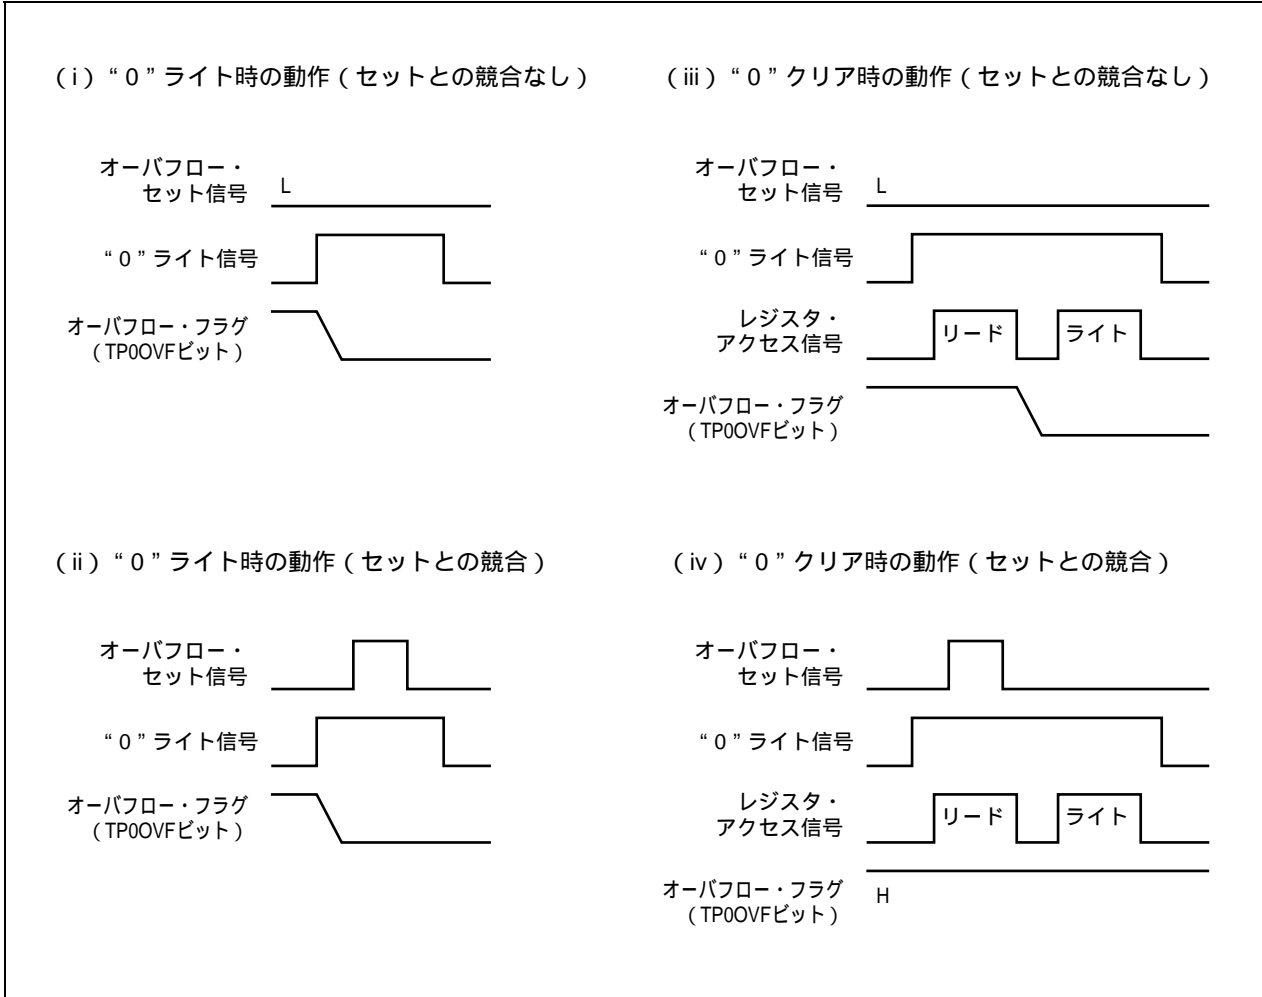 （i）“0”ライト時の動作（セットとの競合なし）
オーバフロー・
セット信号
L
“0”ライト信号
オーバフロー・フラグ
（TP0OVFビット）
（iii）“0”クリア時の動作（セットとの競合なし）
オーバフロー・
セット信号
L
“0”ライト信号
レジスタ・
アクセス信号
リード
ライト
オーバフロー・フラグ
（TP0OVFビット）
（ii）“0”ライト時の動作（セットとの競合）
オーバフロー・
セット信号
“0”ライト信号
オーバフロー・フラグ
（TP0OVFビット）
（iv）“0”クリア時の動作（セットとの競合）
オーバフロー・
セット信号
“0”ライト信号
レジスタ・
アクセス信号
リード
ライト
オーバフロー・フラグ
（TP0OVFビット）
H